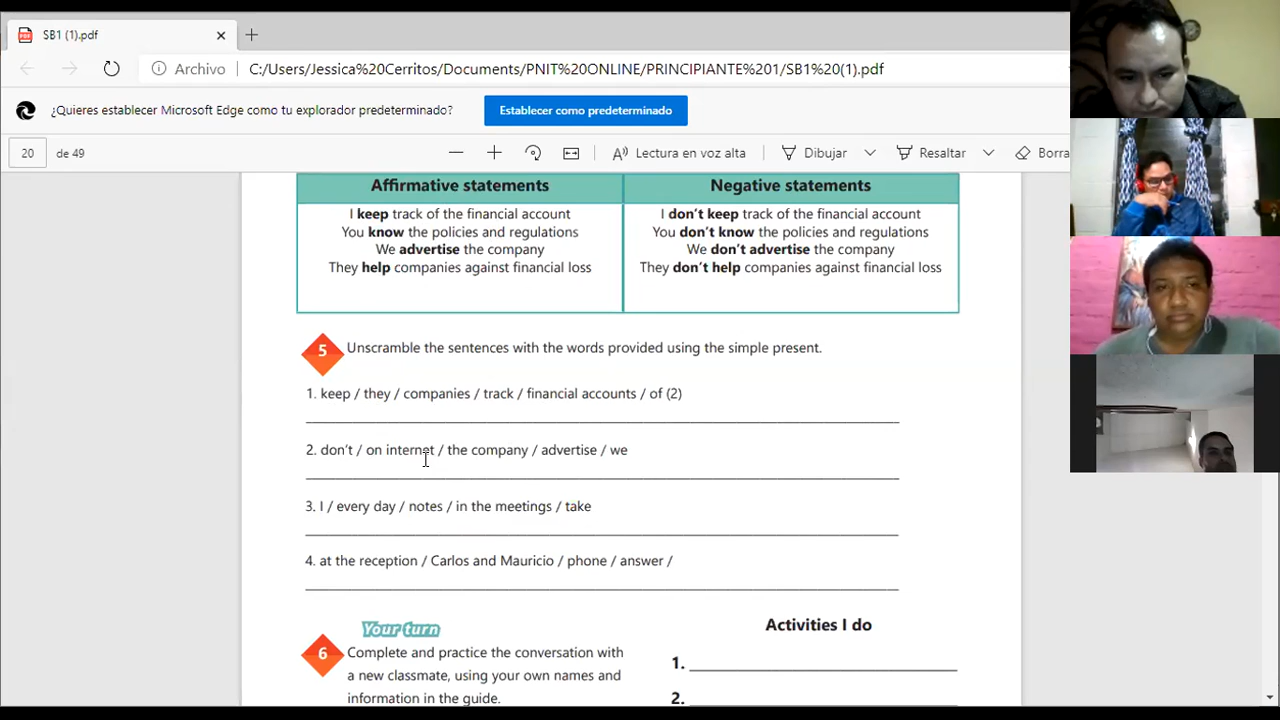 SB1 (1).pdf
Archivo C:/Users/Jessica%20Cerritos/Documents/PNIT%20ONLINE/PRINCIPIANTE%201/SB1%20(1).pdf
¿Quieres establecer Microsoft Edge como tu explorador predeterminado? Establecer como predeterminado
20 de 49 Lectura en voz alta Dibujar Resaltar Borra
Affirmative statements Negative statements
I keep track of the financial account I don't keep track of the financial account
You know the policies and regulations You don't know the policies and regulations
We advertise the company We don't advertise the company
They help companies against financial loss They don't help companies against financial loss
5 Unscramble the sentences with the words provided using the simple present.
1. keep / they / companies / track / financial accounts / of (2)
2. don't / on internet / the company / advertise / we
3. I / every day / notes / in the meetings / take
4. at the reception / Carlos and Mauricio / phone / answer /
Your turn Activities I do
6 Complete and practice the conversation with 1.
a new classmate, using your own names and
information in the guide. 2.